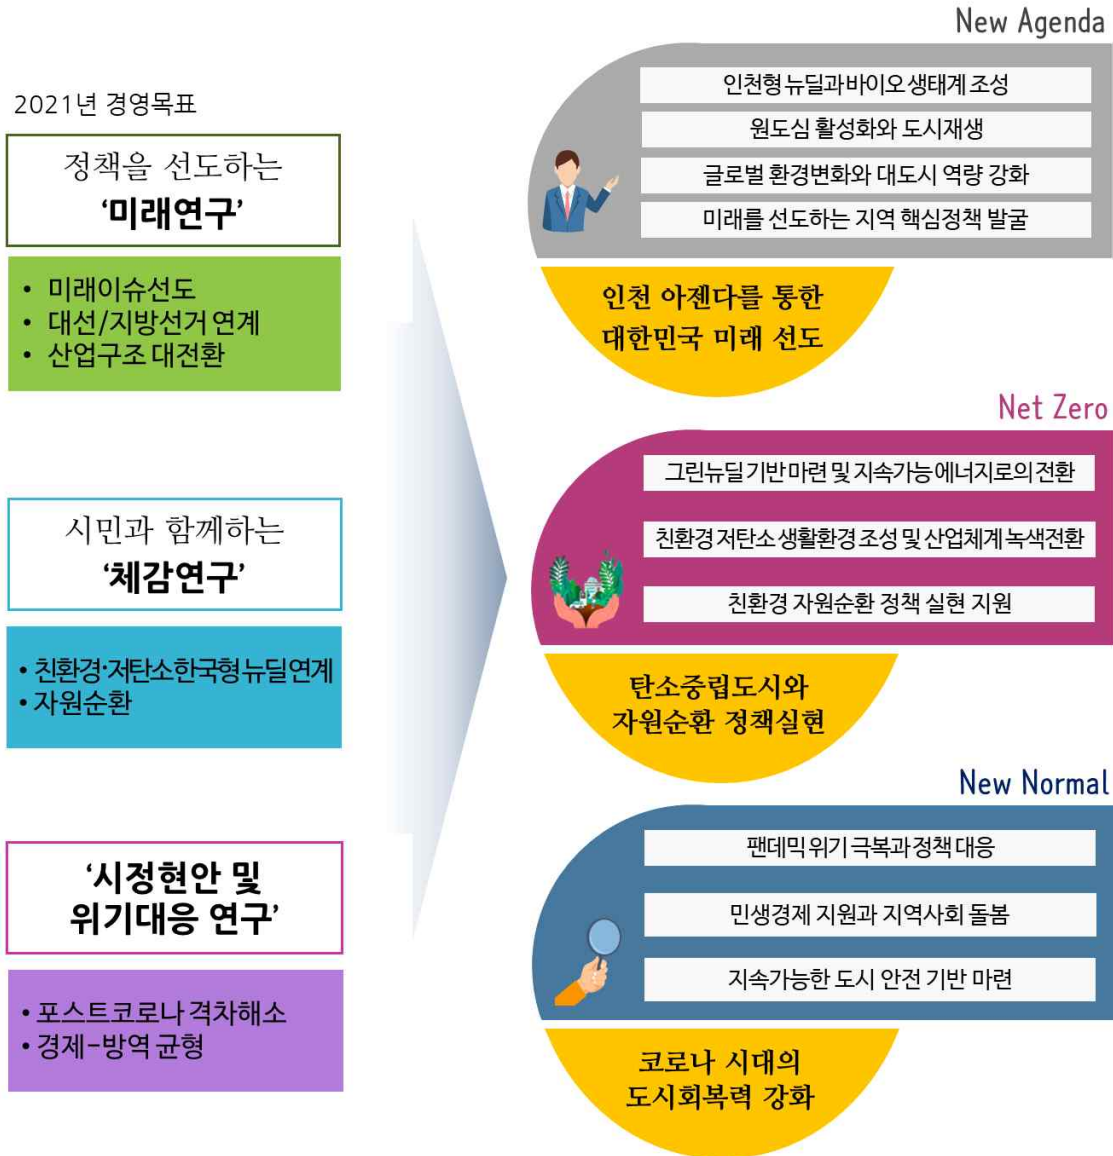 2021년 경영목표
정책을 선도하는
‘미래연구’
• 미래이슈선도
• 대선/지방선거 연계
• 산업구조 대전환
시민과 함께하는
‘체감연구’
• 친환경·저탄소 한국형 뉴딜 연계
• 자원순환
‘시정현안 및
위기대응 연구’
• 포스트코로나 격차해소
• 경제-방역 균형
New Agenda
인천형 뉴딜과 바이오 생태계 조성
원도심 활성화와 도시재생
글로벌 환경변화와 대도시 역량 강화
미래를 선도하는 지역 핵심정책 발굴
인천 아젠다를 통한
대한민국 미래 선도
Net Zero
그린뉴딜 기반 마련 및 지속가능 에너지로의 전환
친환경 저탄소 생활환경 조성 및 산업체계 녹색전환
친환경 자원순환 정책 실현 지원
탄소중립도시와
자원순환 정책실현
New Normal
팬데믹 위기 극복과 정책 대응
민생경제 지원과 지역사회 돌봄
지속가능한 도시 안전 기반 마련
코로나 시대의
도시회복력 강화